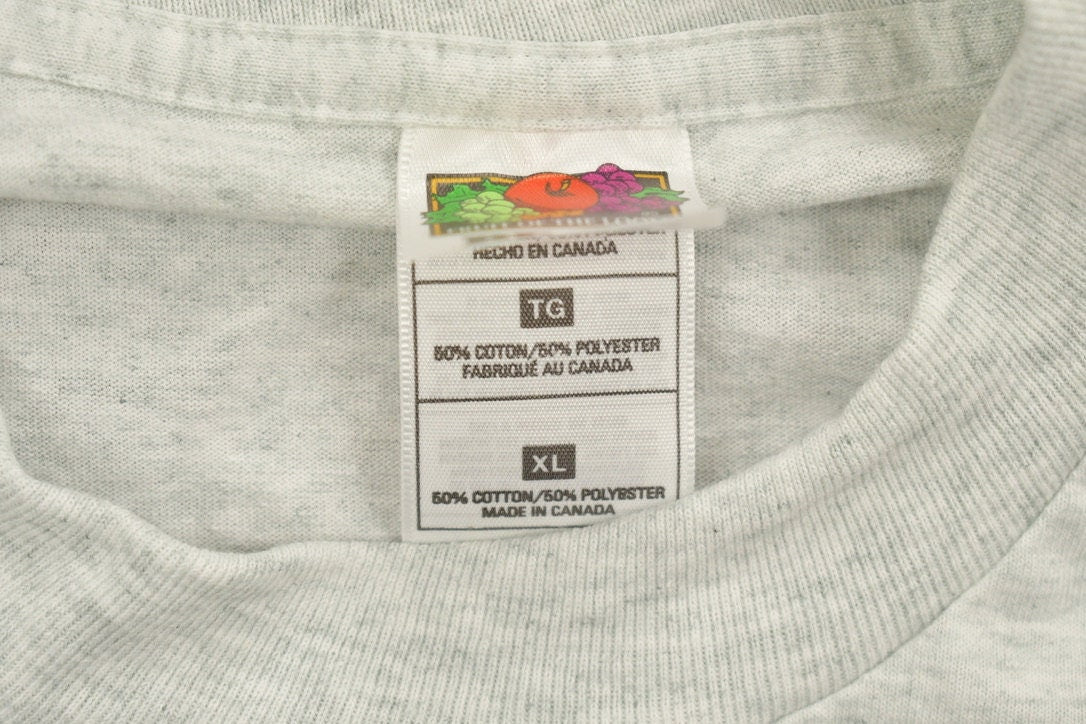 HECHO EN CANADA
TG
50% COTON/50% POLYESTER
FABRIQUÉ AU CANADA
XL
50% COTTON/50% POLYESTER
MADE IN CANADA